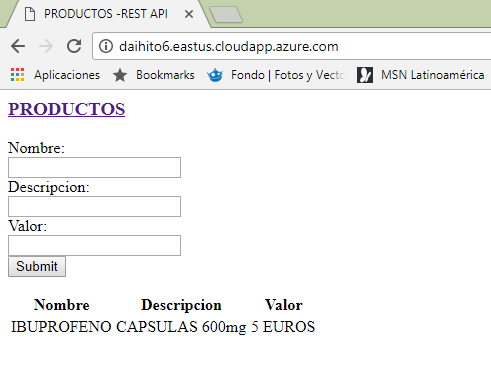 PRODUCTOS -REST API
daihito6.eastus.cloudapp.azure.com
Aplicaciones Bookmarks Fondo | Fotos y Vecto MSN Latinoamérica
PRODUCTOS
Nombre:
Descripcion:
Valor:
Submit
Nombre Descripcion Valor
IBUPROFENO CAPSULAS 600mg 5 EUROS